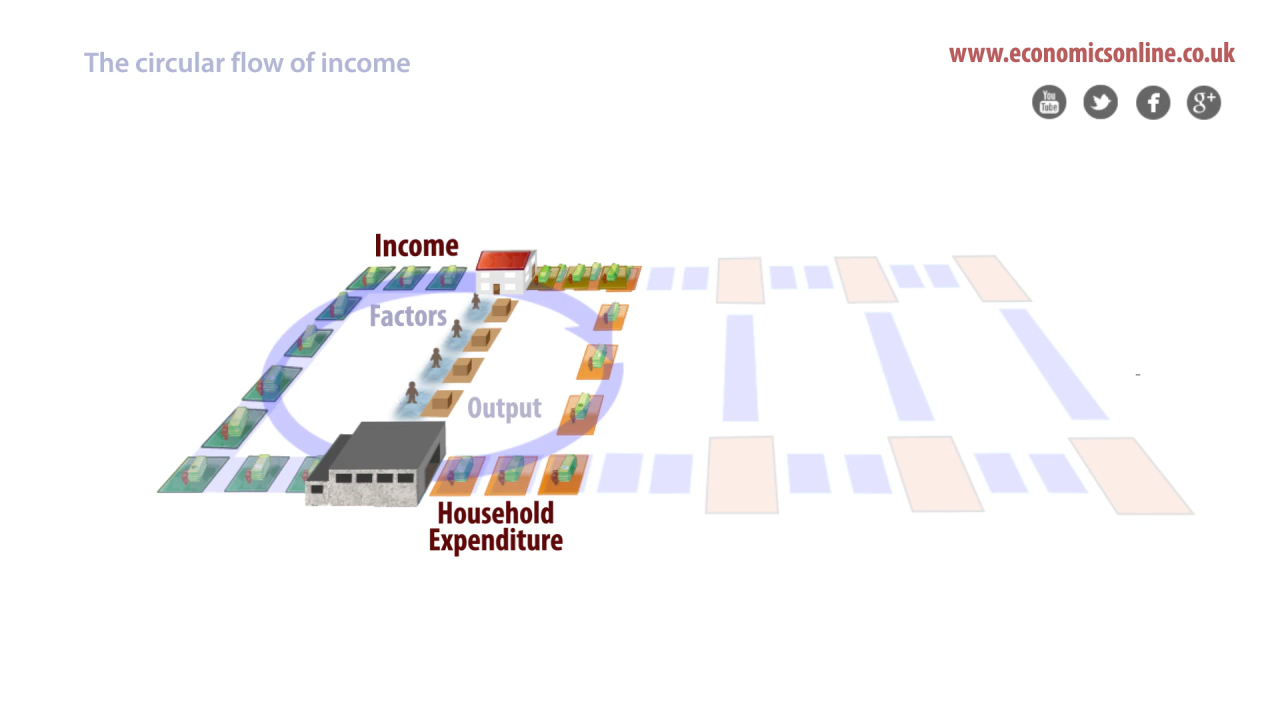 The circular flow of income
www.economicsonline.co.uk
You
Tube
f
g+
Income
Factors
Output
Household
Expenditure